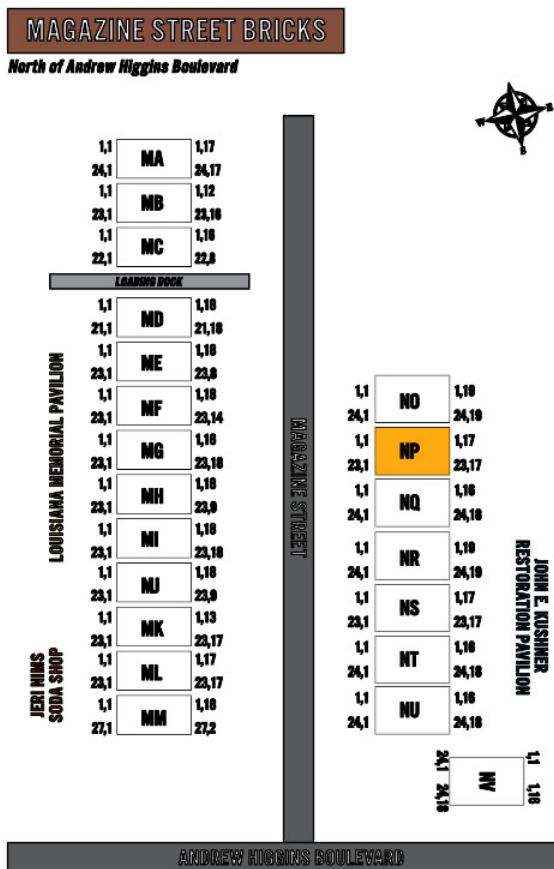 MAGAZINE STREET BRICKS
North of Andrew Higgins Boulevard
N
W
E
S
1,1 MA 1,17
24,1 24,17
1,1 MB 1,12
23,1 23,16
1,1 MC 1,16
22,1 22,8
LOADING DOCK
1,1 MD 1,18
21,1 21,18
1,1 ME 1,18
23,1 23,8
1,1 MF 1,18
23,1 23,14
1,1 MG 1,16
23,1 23,18
1,1 MH 1,18
23,1 23,9
1,1 MI 1,18
23,1 23,18
1,1 MJ 1,18
23,1 23,9
1,1 MK 1,13
23,1 23,17
1,1 ML 1,17
23,1 23,17
1,1 MM 1,18
27,1 27,2
LOUISIANA MEMORIAL PAVILION
JERI NIMS
SODA SHOP
MAGAZINE STREET
1,1 NO 1,19
24,1 24,19
1,1 NP 1,17
23,1 23,17
1,1 NQ 1,16
24,1 24,18
1,1 NR 1,19
24,1 24,19
1,1 NS 1,17
23,1 23,17
1,1 NT 1,16
24,1 24,18
1,1 NU 1,16
24,1 24,18
JOHN E. KUSHNER
RESTORATION PAVILION
1,1 NV 1,16
24,1 24,18
ANDREW HIGGINS BOULEVARD